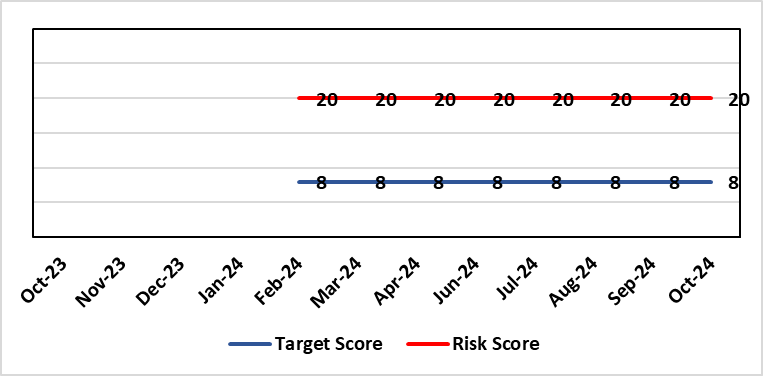 20 20 20 20 20 20 20 20
8 8 8 8 8 8 8 8
Oct-23 Nov-23 Dec-23 Jan-24 Feb-24 Mar-24 Apr-24 Jun-24 Jul-24 Aug-24 Sep-24 Oct-24
Target Score Risk Score